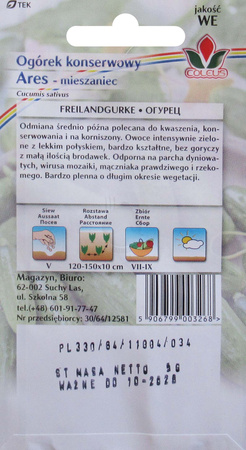 TEK
jakość
WE
Ogórek konserwowy
Ares - mieszaniec
Cucumis sativus
COLEUS
FREILANDGURKE • ОГУРЕЦ
Odmiana średnio późna polecana do kwaszenia, kon-
serwowania i na korniszony. Owoce intensywnie zielo-
ne z lekkim połyskiem, bardzo kształtne, bez goryczy
z małą ilością brodawek. Odporna na parcha dyniowa-
tych, wirusa mozaiki, mączniaka prawdziwego i rzeko-
mego. Bardzo plenna o długim okresie wegetacji.
Siew
Aussaat
Посев
Rozstawa
Abstand
Расстояние
Zbiór
Ernte
Сбор
V
120-150x10 cm
VII-IX
Magazyn, Biuro:
62-002 Suchy Las,
ul. Szkolna 58
tel.(+48) 601-91-77-47
Nr przedsiębiorcy: 30/64/12581
5 906799 003268 >
PL330/64/11804/034
ST MASA NETTO 5G
WAŻNE DO 10-2026